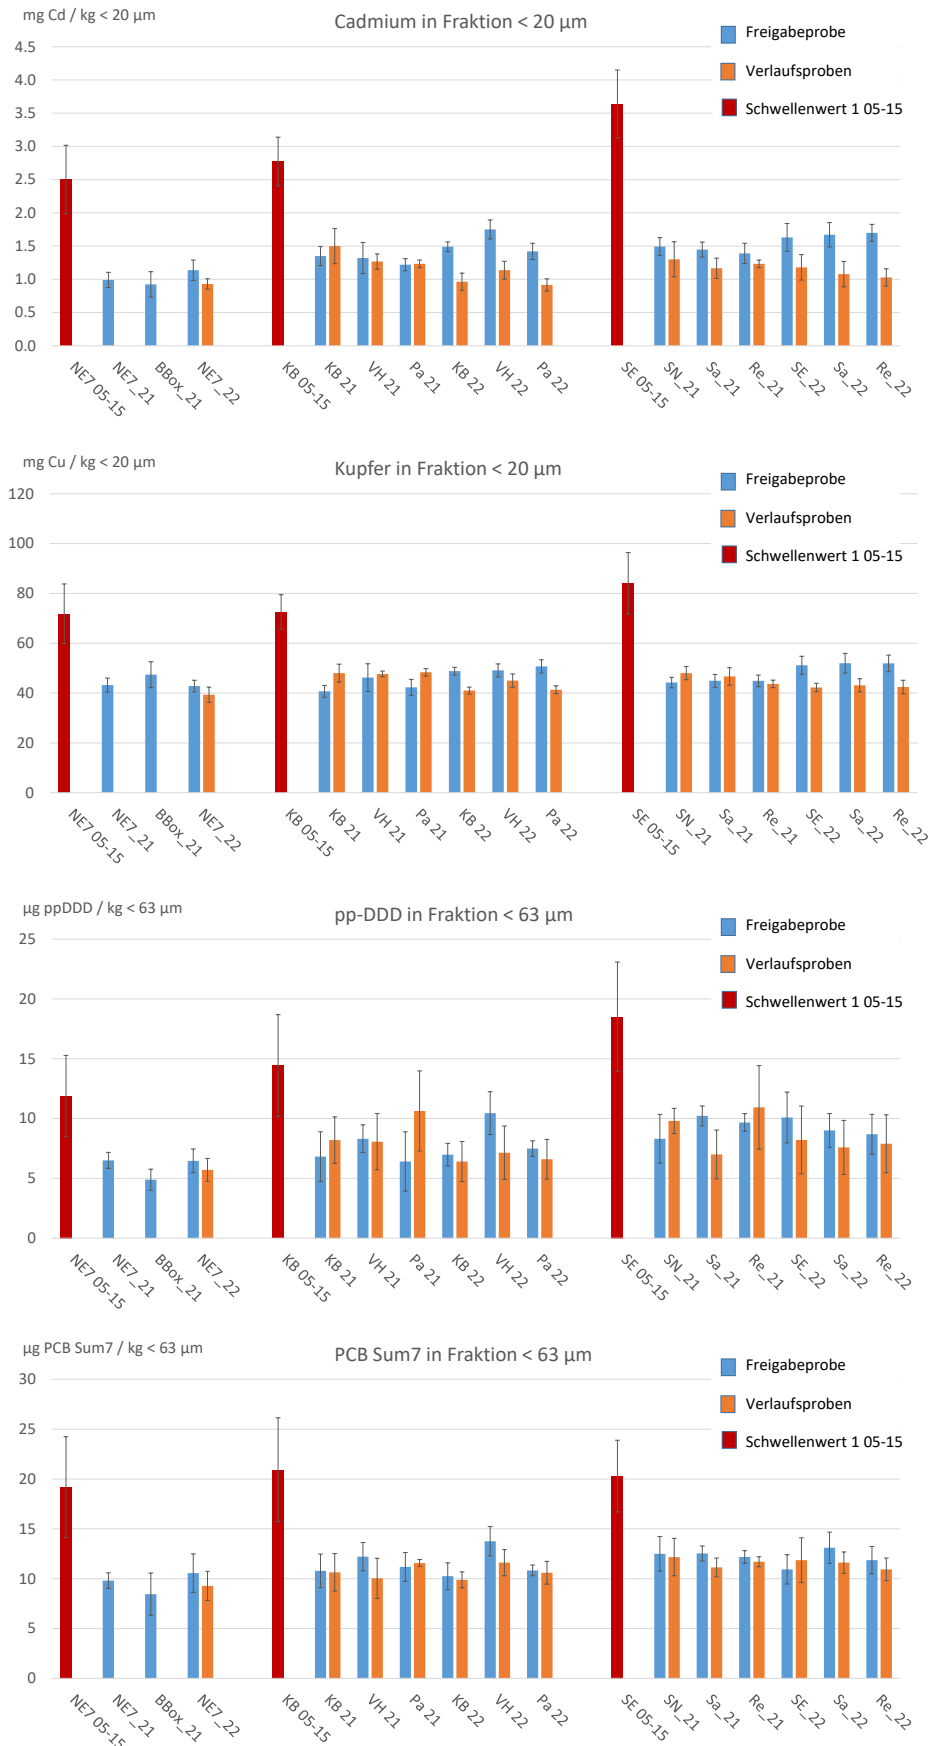 mg Cd / kg < 20 µm
Cadmium in Fraktion < 20 µm
Freigabeprobe
Verlaufsproben
Schwellenwert 1 05-15
4.5
4.0
3.5
3.0
2.5
2.0
1.5
1.0
0.5
0.0
NE7 05-15
NE7_21
BBox_21
NE7_22
KB 05-15
KB 21
VH 21
Pa 21
KB 22
VH 22
Pa 22
SE 05-15
SN_21
Sa_21
Re_21
SE_22
Sa_22
Re_22
mg Cu / kg < 20 µm
Kupfer in Fraktion < 20 µm
Freigabeprobe
Verlaufsproben
Schwellenwert 1 05-15
120
100
80
60
40
20
0
NE7 05-15
NE7_21
BBox_21
NE7_22
KB 05-15
KB 21
VH 21
Pa 21
KB 22
VH 22
Pa 22
SE 05-15
SN_21
Sa_21
Re_21
SE_22
Sa_22
Re_22
µg ppDDD / kg < 63 µm
pp-DDD in Fraktion < 63 µm
Freigabeprobe
Verlaufsproben
Schwellenwert 1 05-15
25
20
15
10
5
0
NE7 05-15
NE7_21
BBox_21
NE7_22
KB 05-15
KB 21
VH 21
Pa 21
KB 22
VH 22
Pa 22
SE 05-15
SN_21
Sa_21
Re_21
SE_22
Sa_22
Re_22
µg PCB Sum7 / kg < 63 µm
PCB Sum7 in Fraktion < 63 µm
Freigabeprobe
Verlaufsproben
Schwellenwert 1 05-15
30
25
20
15
10
5
0
NE7 05-15
NE7_21
BBox_21
NE7_22
KB 05-15
KB 21
VH 21
Pa 21
KB 22
VH 22
Pa 22
SE 05-15
SN_21
Sa_21
Re_21
SE_22
Sa_22
Re_22